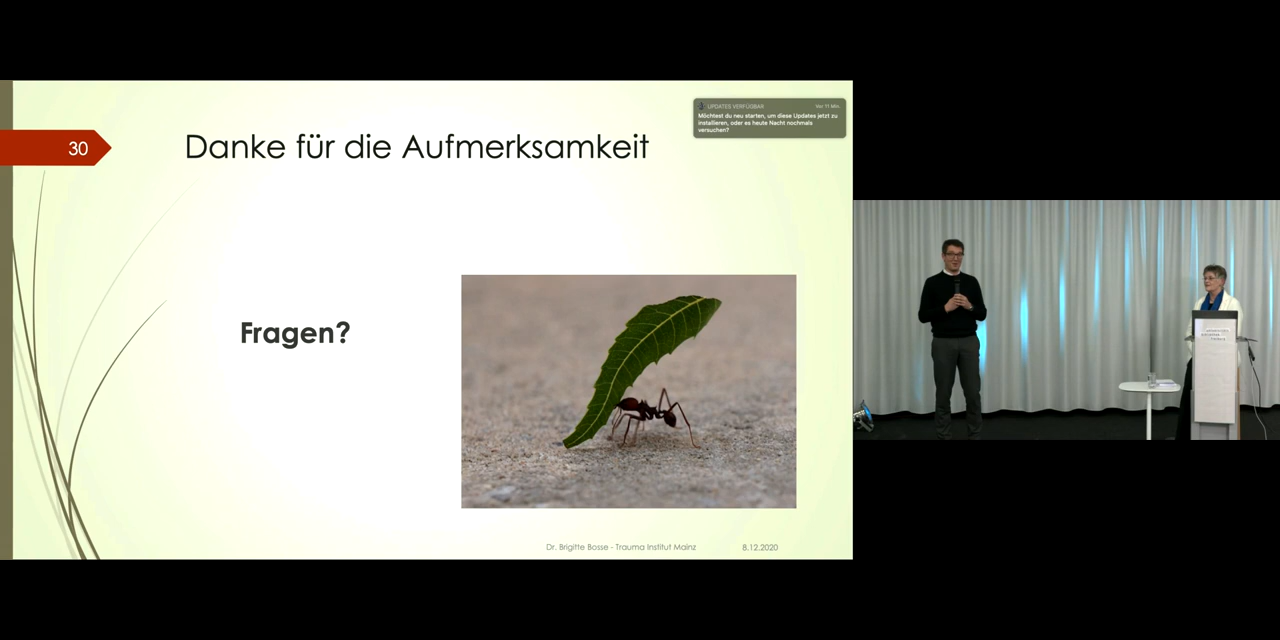 30
Danke für die Aufmerksamkeit
UPDATES VERFÜGBAR
Vor 11 Min.
Möchtest du neu starten, um diese Updates jetzt zu
installieren, oder es heute Nacht nochmals
versuchen?
Fragen?
Dr. Brigitte Bosse - Trauma Institut Mainz
8.12.2020